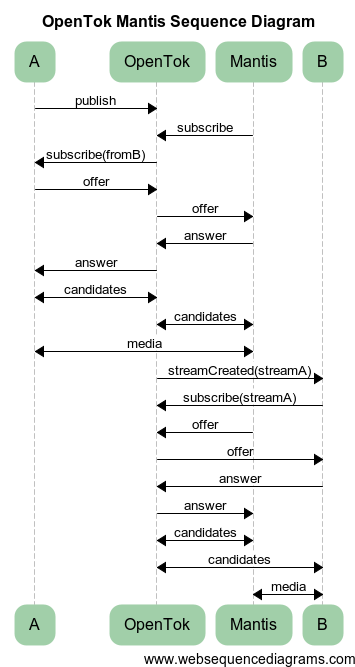 OpenTok Mantis Sequence Diagram
A OpenTok Mantis B
publish
subscribe
subscribe(fromB)
offer
offer
answer
answer
candidates
candidates
media
streamCreated(streamA)
subscribe(streamA)
offer
offer
answer
answer
candidates
candidates
media
A OpenTok Mantis B
www.websequencediagrams.com